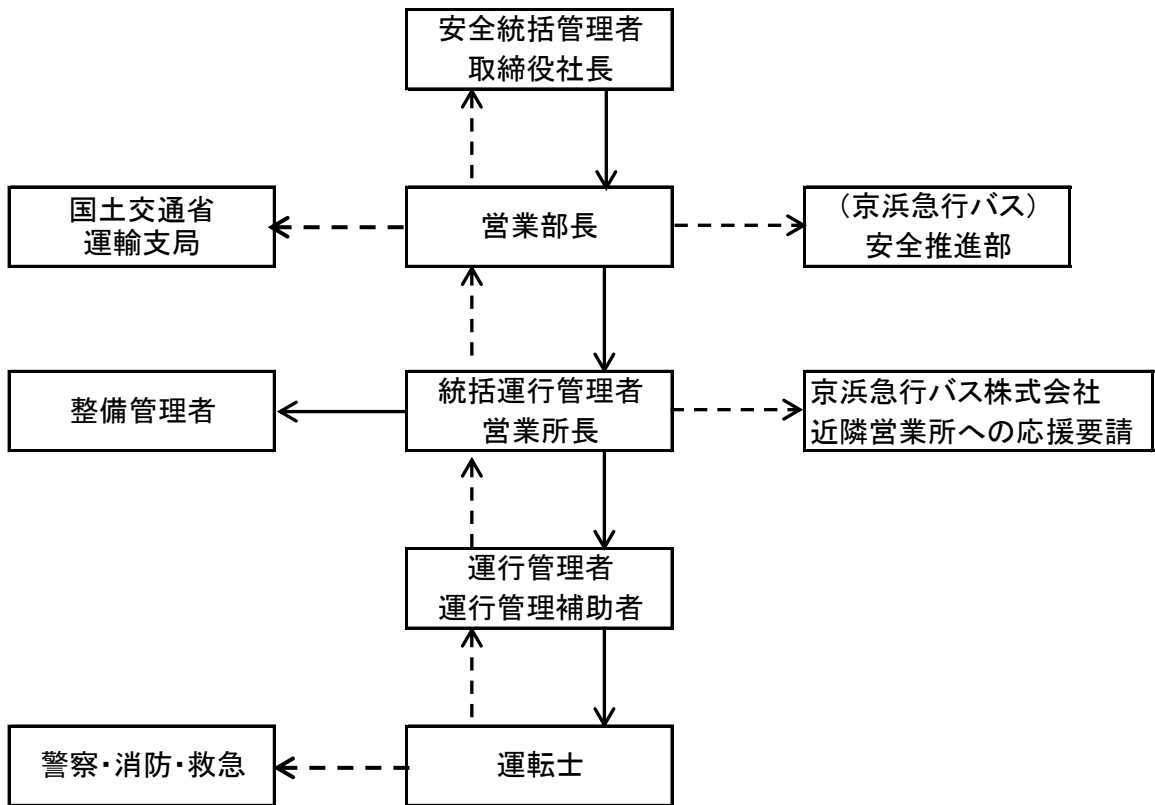 安全統括管理者
取締役社長
国土交通省
運輸支局
営業部長
(京浜急行バス)
安全推進部
整備管理者
統括運行管理者
営業所長
京浜急行バス株式会社
近隣営業所への応援要請
運行管理者
運行管理補助者
警察・消防・救急
運転士